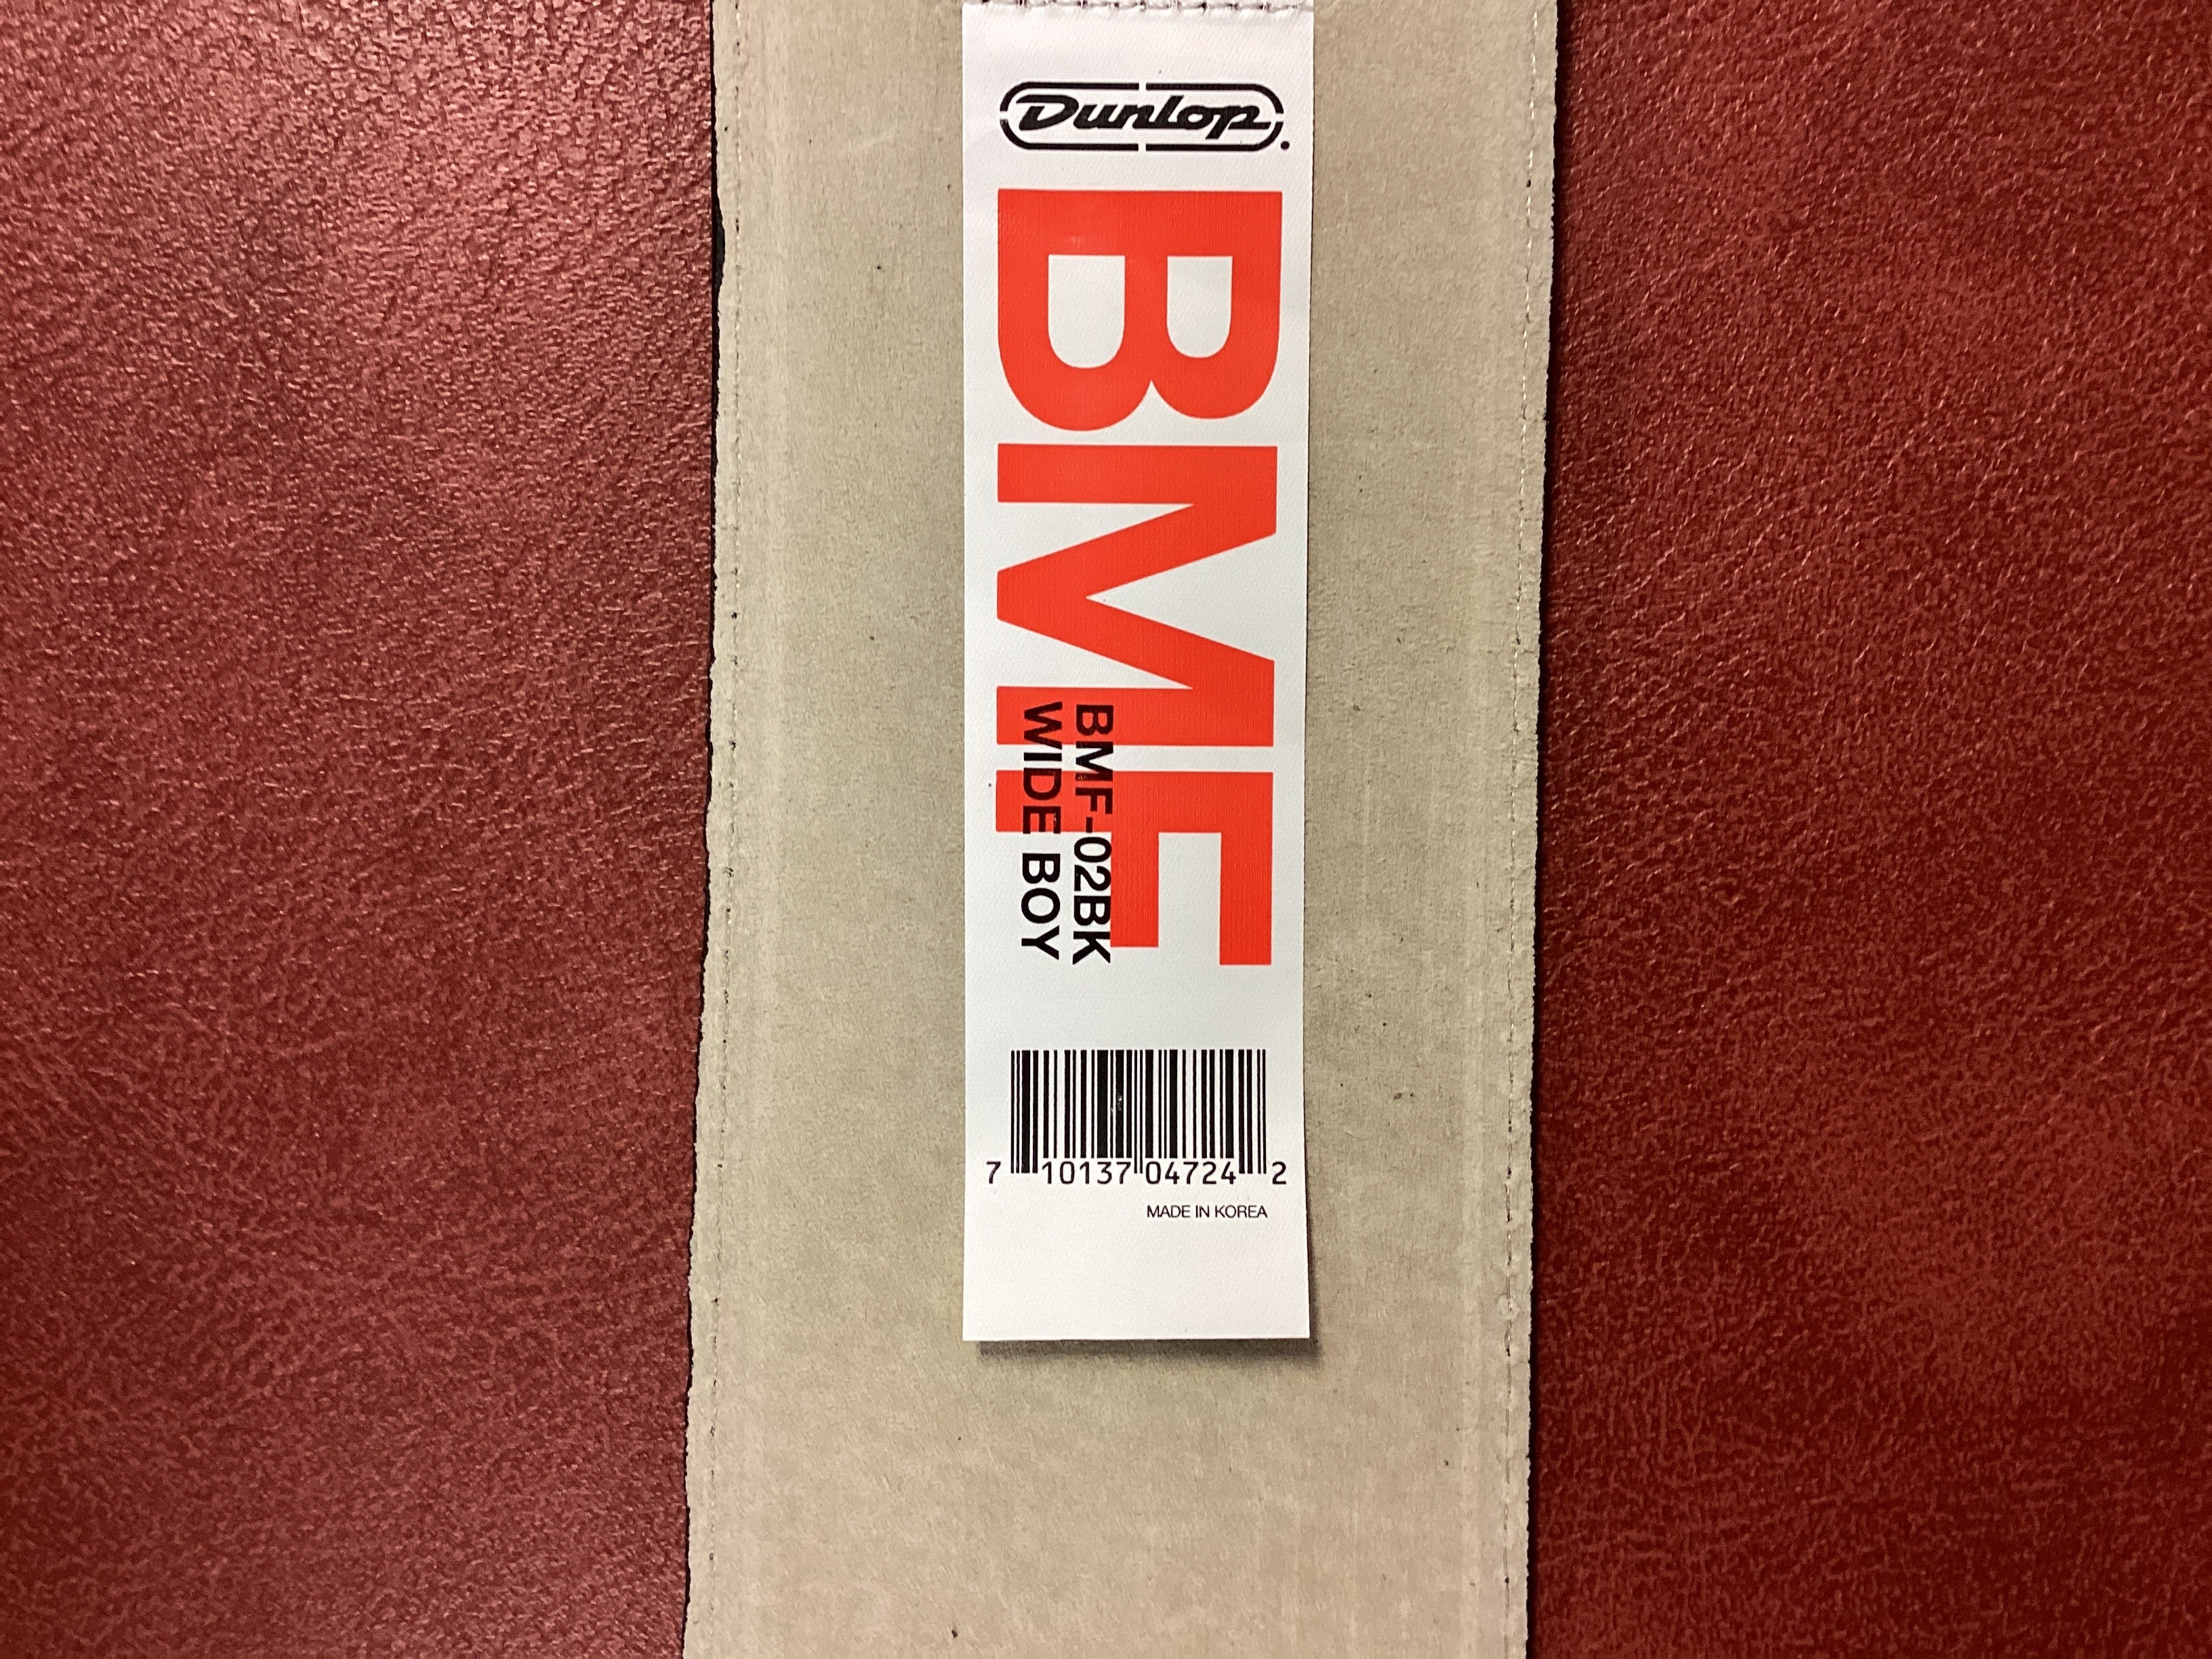 Dunlop
BMF
BMF-02BK
WIDE BOY
7 10137 04724 2
MADE IN KOREA